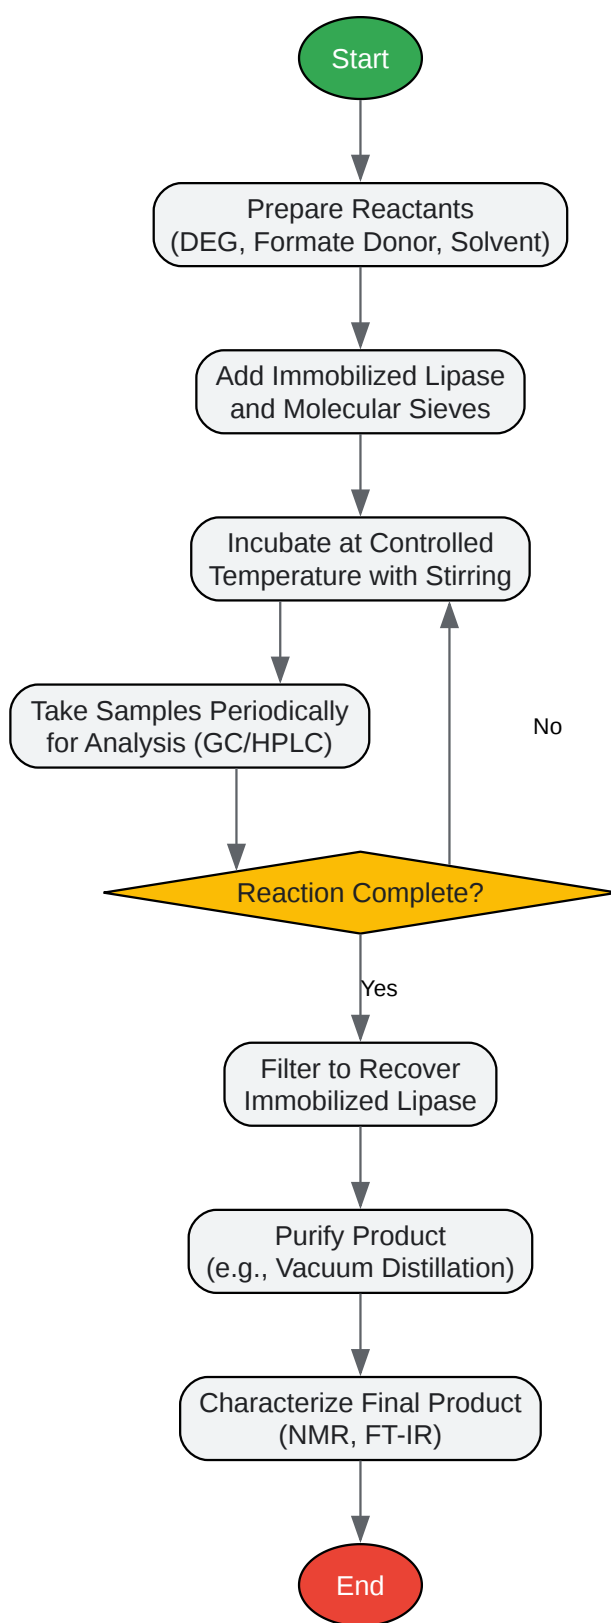 Start
Prepare Reactants
(DEG, Formate Donor, Solvent)
Add Immobilized Lipase
and Molecular Sieves
Incubate at Controlled
Temperature with Stirring
Take Samples Periodically
for Analysis (GC/HPLC)
No
Reaction Complete?
Yes
Filter to Recover
Immobilized Lipase
Purify Product
(e.g., Vacuum Distillation)
Characterize Final Product
(NMR, FT-IR)
End